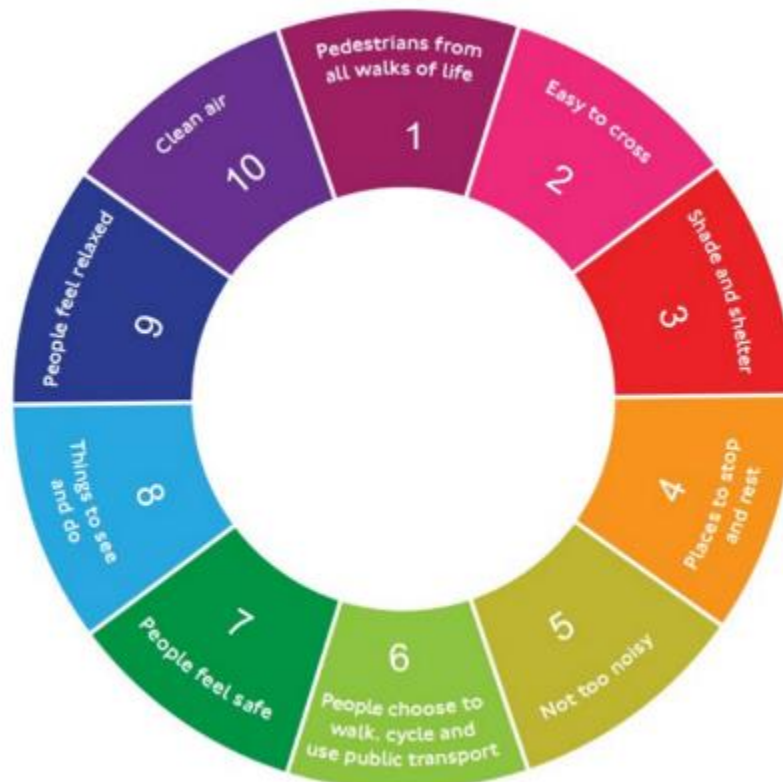 Pedestrians from
all walks of life
1
Easy to cross
2
Shade and shelter
3
Places to stop
and rest
4
Not too noisy
5
6
People choose to
walk, cycle and
use public transport
7
People feel safe
8
Things to see
and do
9
People feel relaxed
10
Clean air